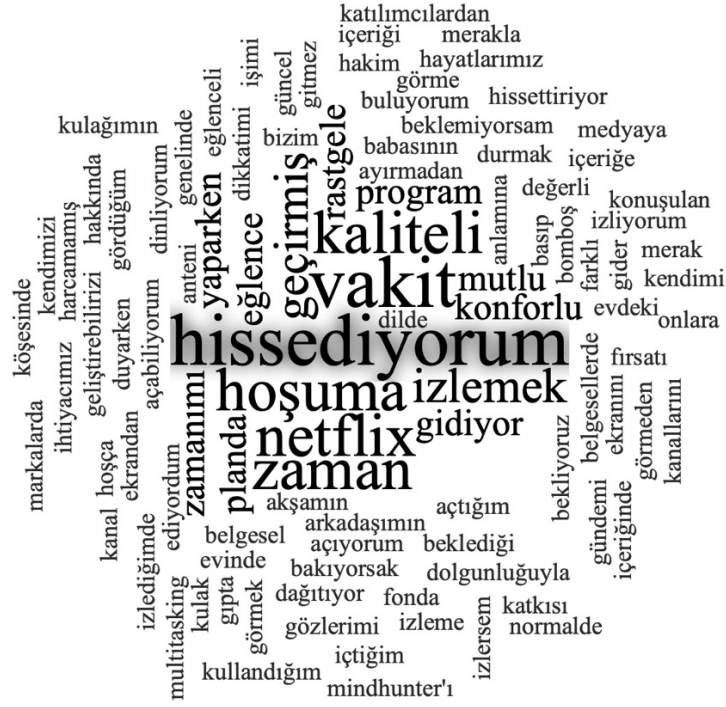 katılımcılardan
içeriği
merakla
hakim
hayatlarımız
görme
buluyorum
hissettiriyor
işimi
güncel
gitmez
eğlenceli
kulağımın
genelinde
dikkatimi
bizim
rastgele
beklemiyorsam
medyaya
babasının
durmak
içeriğe
ayırmadan
dinliyorum
geçirmiş
program
değerli
konuşulan
hakkında
gördüğüm
yaparken
eğlence
kaliteli
anlamına
basıp
bomboş
izliyorum
farklı
gider
merak
kendimizi
harcamamış
anteni
vakit
mutlu
kendimi
köşesinde
geliştirebilirizi
duyarken
açabiliyorum
konforlu
evdeki
onlara
dilde
hissediyorum
ihtiyacımız
markalarda
hoşuma
izlemek
belgesellerde
fırsatı
ekranını
görmeden
kanallarını
zamanımı
planda
netflix
gidiyor
kanal
hoşça
ekrandan
ediyordum
zaman
bekliyoruz
gündemi
içeriğinde
akşamın
açtığım
izlediğimde
belgesel
arkadaşımın
evinde
açıyorum
beklediği
bakıyorsak
dolgunluğuyla
multitasking
kulak
gıpta
görmek
dağıtıyor
fonda
izlersem
katkısı
gözlerimi
izleme
normalde
içtiğim
kullandığım
mindhunter'ı